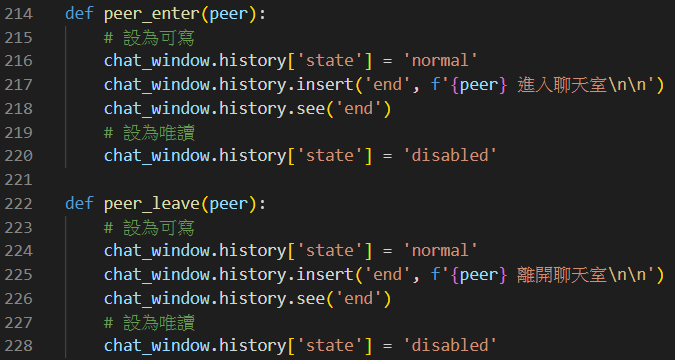 214 def peer_enter(peer):
215 # 設為可寫
216 chat_window.history['state'] = 'normal'
217 chat_window.history.insert('end', f'{peer} 進入聊天室\n\n')
218 chat_window.history.see('end')
219 # 設為唯讀
220 chat_window.history['state'] = 'disabled'
221
222 def peer_leave(peer):
223 # 設為可寫
224 chat_window.history['state'] = 'normal'
225 chat_window.history.insert('end', f'{peer} 離開聊天室\n\n')
226 chat_window.history.see('end')
227 # 設為唯讀
228 chat_window.history['state'] = 'disabled'